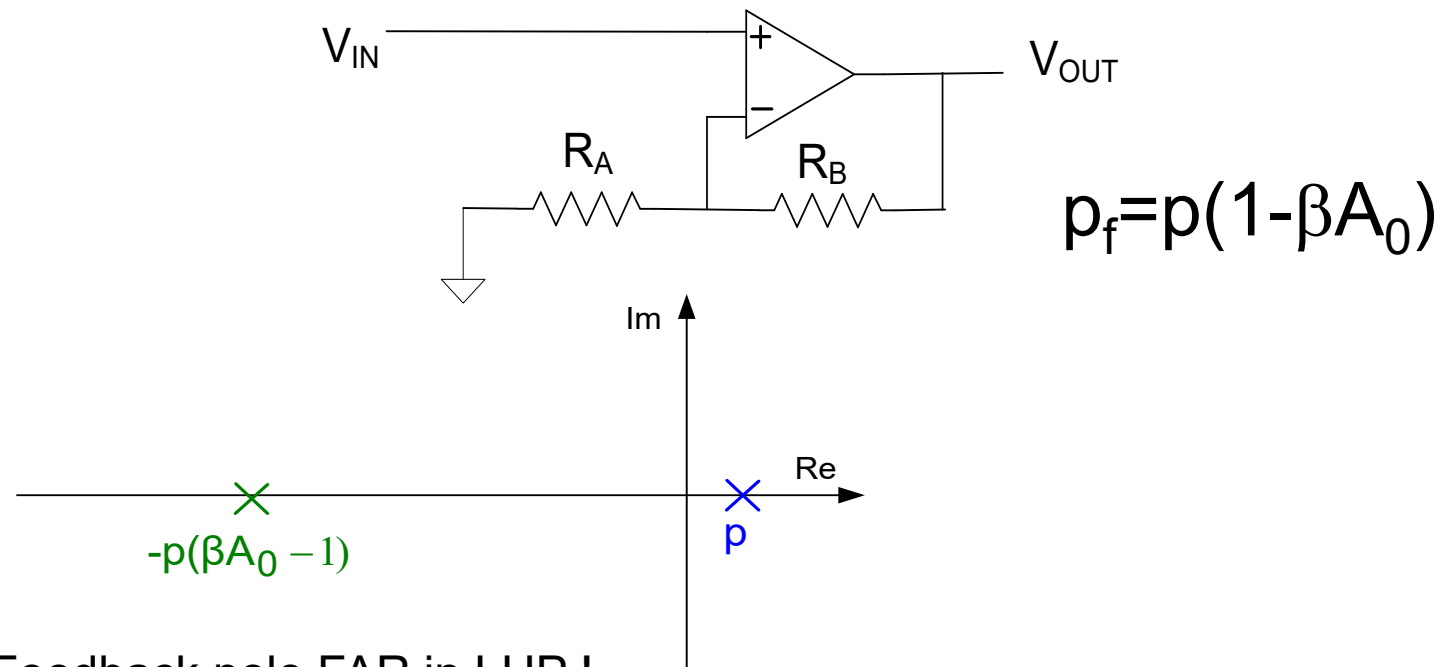 V_IN
+
V_OUT
−
R_A
R_B
p_f=p(1-βA_0)
Im
Re
-p(βA_0 − 1)
p